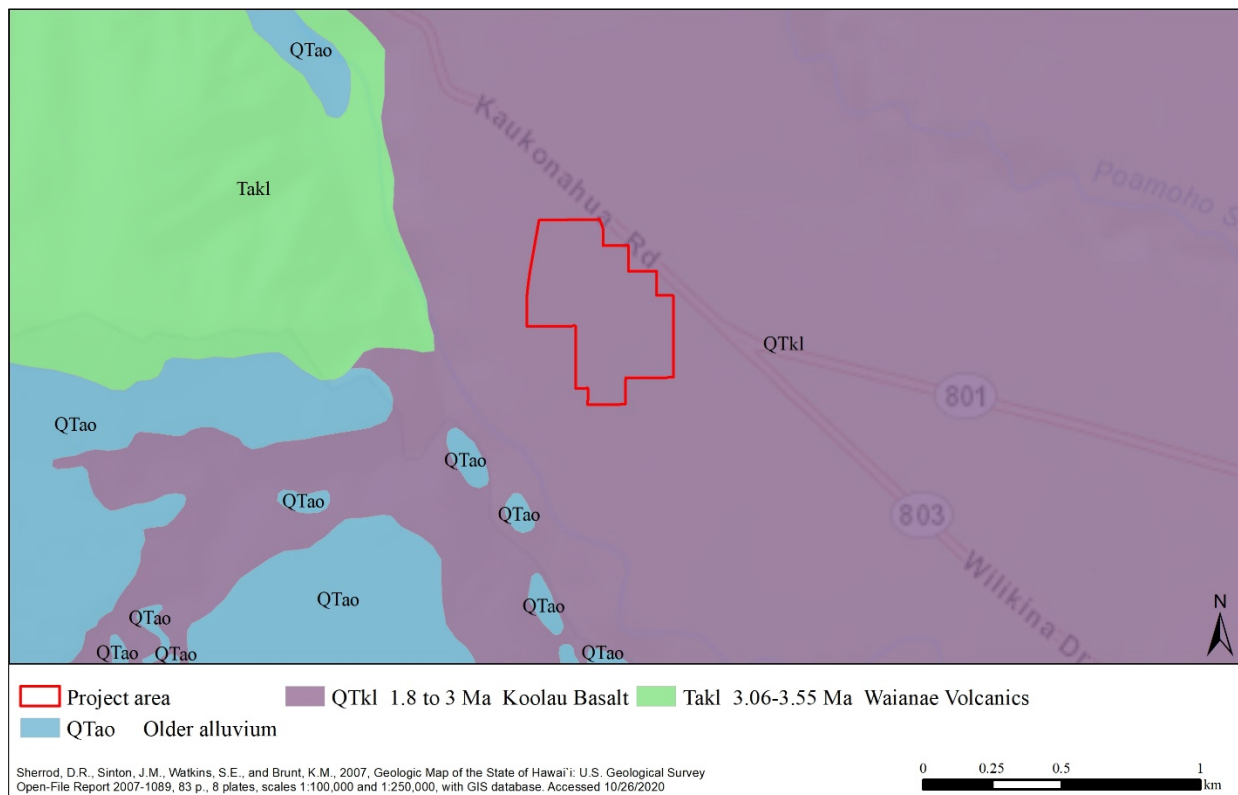 QTao
Kaukonahua Rd
Poamoho S
Takl
QTkl
801
QTao
QTao
QTao
QTao
803
Wilikina Dr
QTao
QTao
QTao
QTao
QTao
QTao
N
Project area
QTkl 1.8 to 3 Ma Koolau Basalt
Takl 3.06-3.55 Ma Waianae Volcanics
QTao Older alluvium
Sherrod, D.R., Sinton, J.M., Watkins, S.E., and Brunt, K.M., 2007, Geologic Map of the State of Hawai`i: U.S. Geological Survey
Open-File Report 2007-1089, 83 p., 8 plates, scales 1:100,000 and 1:250,000, with GIS database. Accessed 10/26/2020
0 0.25 0.5 1
km